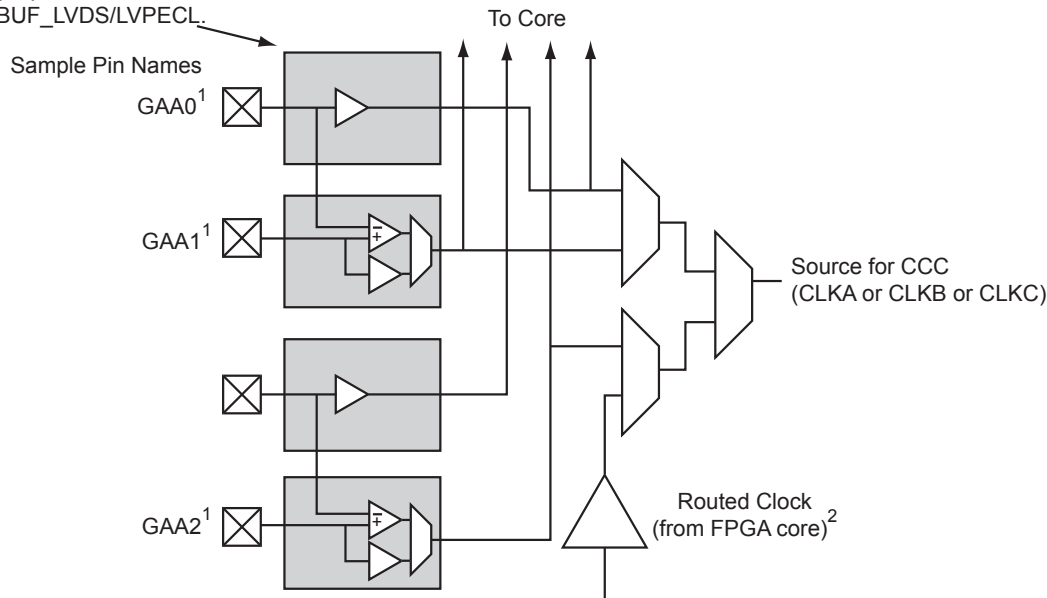 BUF_LVDS/LVPECL.
To Core
Sample Pin Names
GAA0¹
GAA1¹
Source for CCC
(CLKA or CLKB or CLKC)
GAA2¹
Routed Clock
(from FPGA core)²